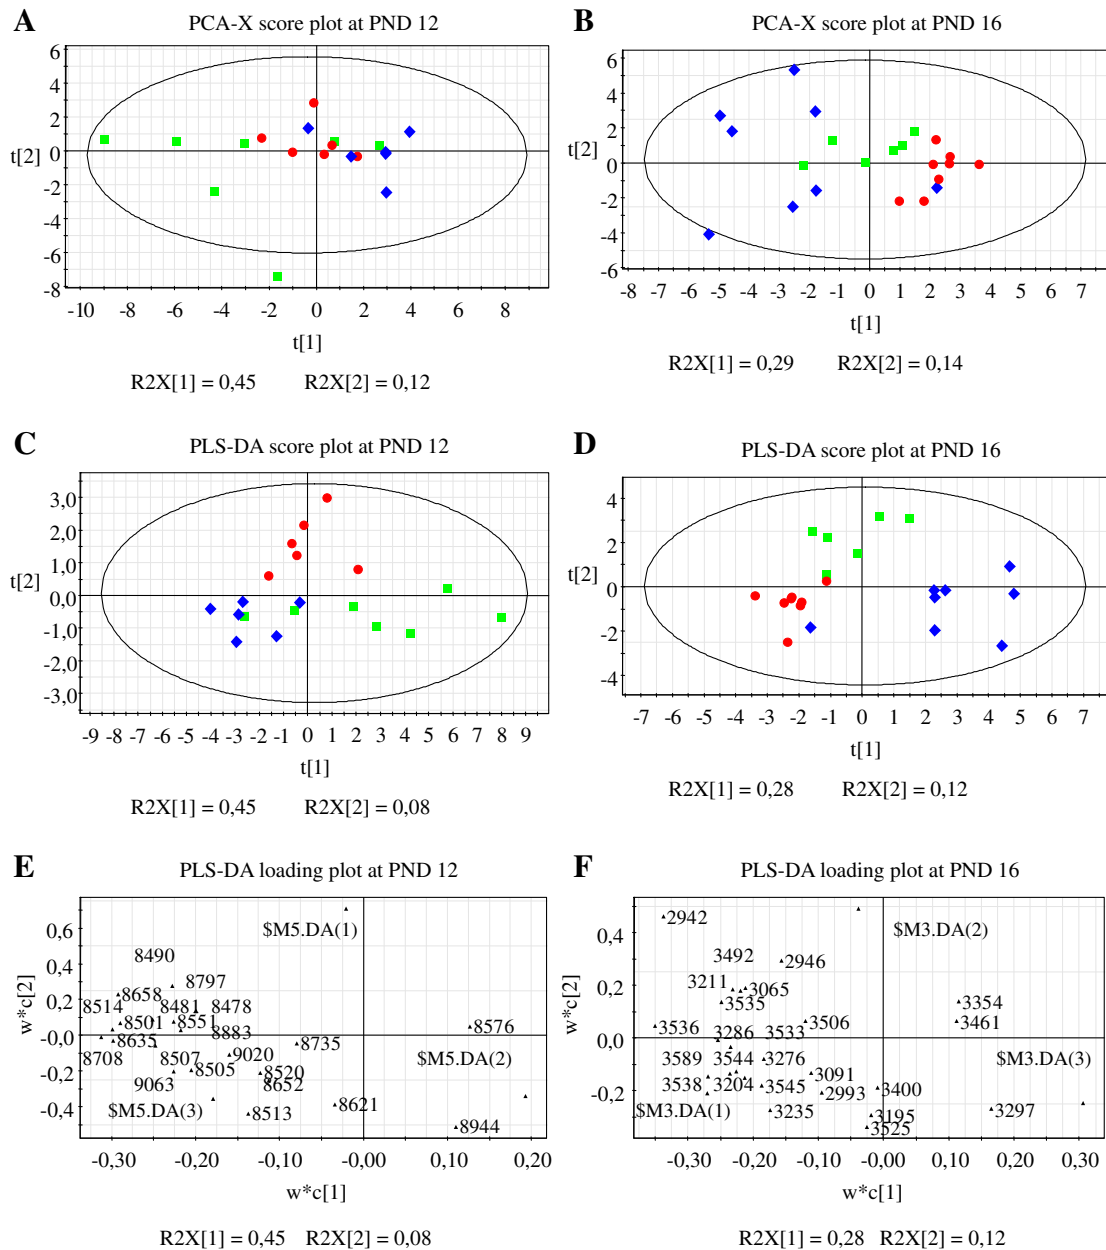 A
PCA-X score plot at PND 12
6
4
2
t[2]
0
-2
-4
-6
-8
-10 -8 -6 -4 -2 0 2 4 6 8
t[1]
R2X[1] = 0,45 R2X[2] = 0,12
B
PCA-X score plot at PND 16
6
4
2
t[2]
0
-2
-4
-6
-8 -7 -6 -5 -4 -3 -2 -1 0 1 2 3 4 5 6 7
t[1]
R2X[1] = 0,29 R2X[2] = 0,14
C
PLS-DA score plot at PND 12
3,0
2,0
1,0
t[2]
0,0
-1,0
-2,0
-3,0
-9 -8 -7 -6 -5 -4 -3 -2 -1 0 1 2 3 4 5 6 7 8 9
t[1]
R2X[1] = 0,45 R2X[2] = 0,08
D
PLS-DA score plot at PND 16
4
2
t[2]
0
-2
-4
-7 -6 -5 -4 -3 -2 -1 0 1 2 3 4 5 6 7
t[1]
R2X[1] = 0,28 R2X[2] = 0,12
E
PLS-DA loading plot at PND 12
w*c[2]
0,6
0,4
0,2
-0,0
-0,2
-0,4
$M5.DA(1)
8490
8797
8658
8514 8481 8478
8501 8551
8576
8883
8635 8735
8708 8507 9020 $M5.DA(2)
8505 8520
9063 8652
8621
$M5.DA(3) 8513
8944
-0,30 -0,20 -0,10 -0,00 0,10 0,20
w*c[1]
R2X[1] = 0,45 R2X[2] = 0,08
F
PLS-DA loading plot at PND 16
w*c[2]
0,4
0,2
0,0
-0,2
2942
$M3.DA(2)
3492 2946
3211 3065
3535 3354
3506 3461
3536 3286 3533
3589 3544 3276 $M3.DA(3)
3091
3538 3204 3545 2993 3400
$M3.DA(1) 3235 3195 3297
3525
-0,30 -0,20 -0,10 -0,00 0,10 0,20 0,30
w*c[1]
R2X[1] = 0,28 R2X[2] = 0,12